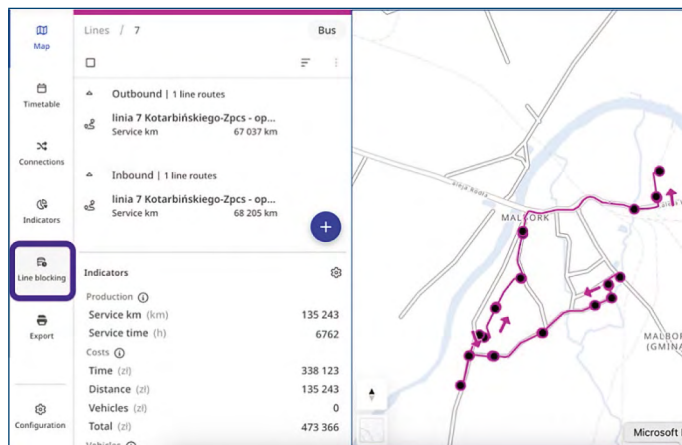 Map
Timetable
Connections
Indicators
Line blocking
Export
Configuration
Lines / 7
Bus
Outbound | 1 line routes
linia 7 Kotarbińskiego-Zpcs - op...
Service km 67 037 km
Inbound | 1 line routes
linia 7 Kotarbińskiego-Zpcs - op...
Service km 68 205 km
Indicators
Production
Service km (km) 135 243
Service time (h) 6762
Costs
Time (zł) 338 123
Distance (zł) 135 243
Vehicles (zł) 0
Total (zł) 473 366
MALBORK
MALBOR
(GMINA
Microsoft